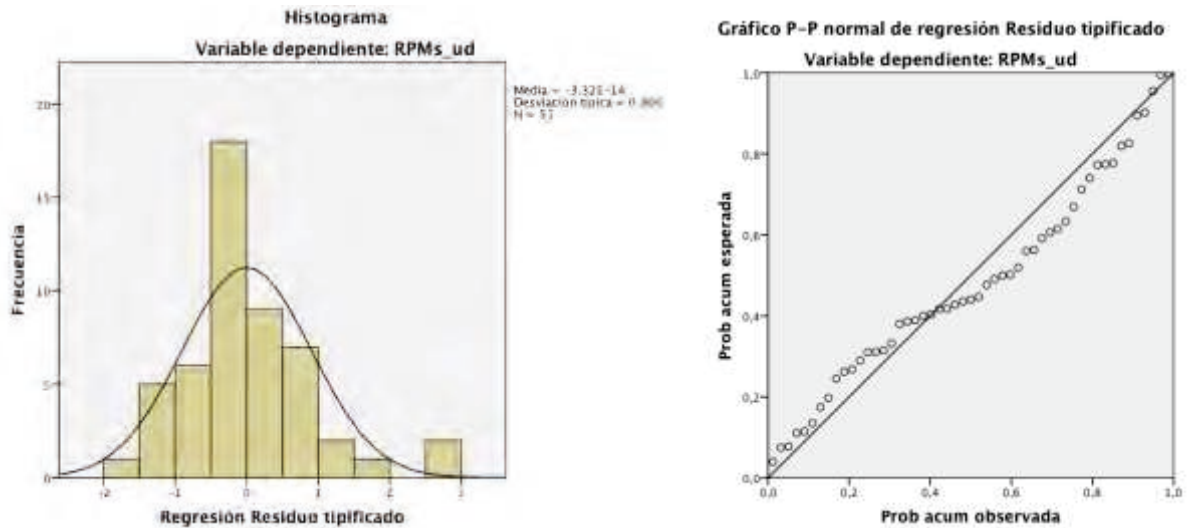 Histograma
Variable dependiente: RPMs_ud
Media = -3.32E-14
Desviación típica =
N = 51
20
15
10
5
0
Frecuencia
-2
-1
0
1
2
3
Regresión Residuo tipificado
Gráfico P-P normal de regresión Residuo tipificado
Variable dependiente: RPMs_ud
1,0
0,8
0,6
0,4
0,2
0,0
Prob acum esperada
0,0
0,2
0,4
0,6
0,8
1,0
Prob acum observada